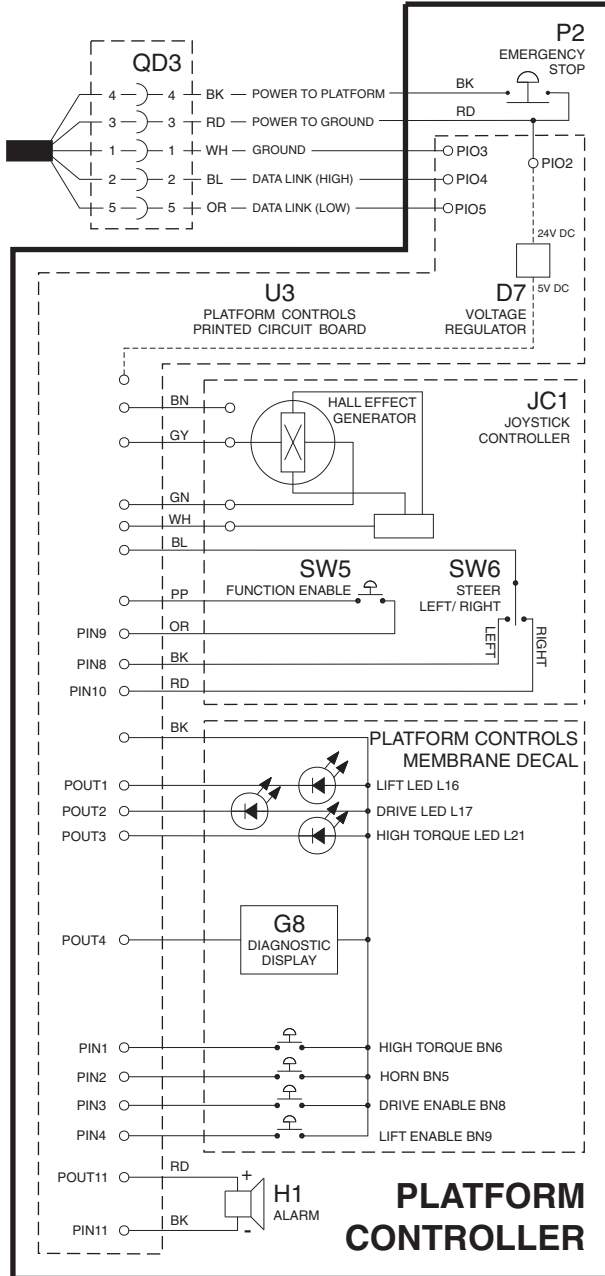 P2
EMERGENCY
STOP
QD3
BK
4 4 BK POWER TO PLATFORM
RD
3 3 RD POWER TO GROUND
1 1 WH GROUND PIO3
PIO2
2 2 BL DATA LINK (HIGH) PIO4
5 5 OR DATA LINK (LOW) PIO5
24V DC
U3
PLATFORM CONTROLS
PRINTED CIRCUIT BOARD
D7
VOLTAGE
REGULATOR
5V DC
BN
HALL EFFECT
GENERATOR
JC1
JOYSTICK
CONTROLLER
GY
GN
WH
BL
SW5
FUNCTION ENABLE
SW6
STEER
LEFT/ RIGHT
PP
PIN9 OR
LEFT
RIGHT
PIN8 BK
PIN10 RD
BK
PLATFORM CONTROLS
MEMBRANE DECAL
POUT1 LIFT LED L16
POUT2 DRIVE LED L17
POUT3 HIGH TORQUE LED L21
POUT4
G8
DIAGNOSTIC
DISPLAY
PIN1 HIGH TORQUE BN6
PIN2 HORN BN5
PIN3 DRIVE ENABLE BN8
PIN4 LIFT ENABLE BN9
POUT11 RD
+
H1
ALARM
PIN11 BK
-
PLATFORM
CONTROLLER